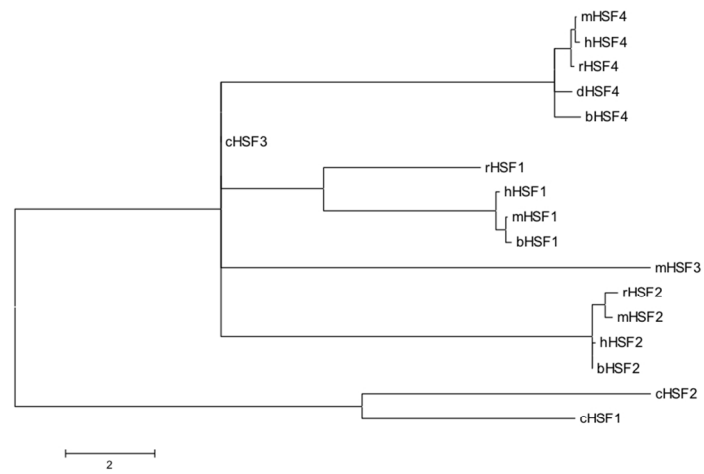 mHSF4
hHSF4
rHSF4
dHSF4
bHSF4
cHSF3
rHSF1
hHSF1
mHSF1
bHSF1
mHSF3
rHSF2
mHSF2
hHSF2
bHSF2
cHSF2
cHSF1
2